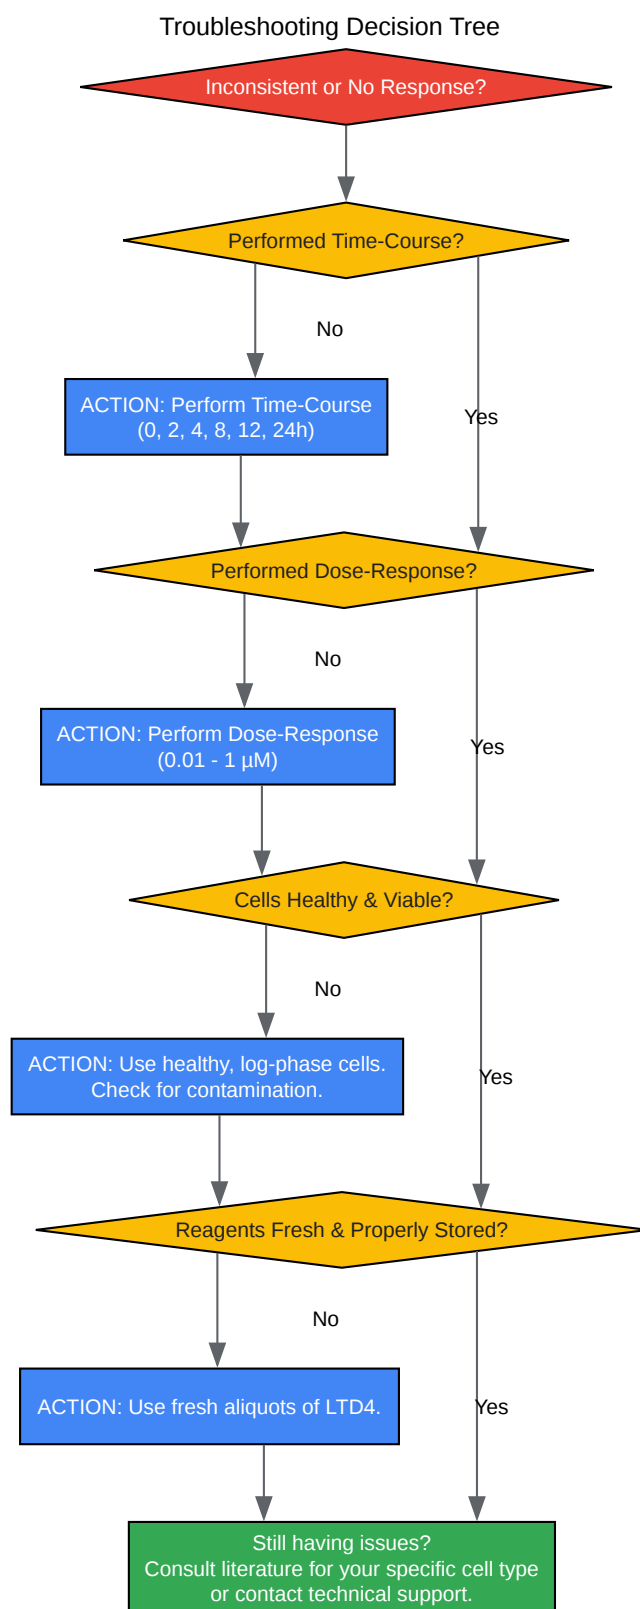 Troubleshooting Decision Tree
Inconsistent or No Response?
Performed Time-Course?
No
ACTION: Perform Time-Course
(0, 2, 4, 8, 12, 24h)
Yes
Performed Dose-Response?
No
ACTION: Perform Dose-Response
(0.01 - 1 µM)
Yes
Cells Healthy & Viable?
No
ACTION: Use healthy, log-phase cells.
Check for contamination.
Yes
Reagents Fresh & Properly Stored?
No
ACTION: Use fresh aliquots of LTD4.
Yes
Still having issues?
Consult literature for your specific cell type
or contact technical support.